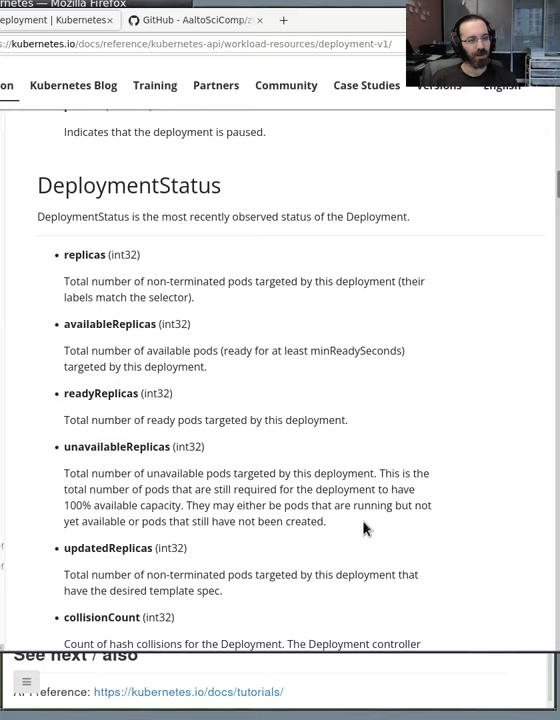 rnetes — Mozilla Firefox
eployment | Kubernetes ×
GitHub - AaltoSciComp/z ×
s://kubernetes.io/docs/reference/kubernetes-api/workload-resources/deployment-v1/
on Kubernetes Blog Training Partners Community Case Studies Versions English
Indicates that the deployment is paused.
DeploymentStatus
DeploymentStatus is the most recently observed status of the Deployment.
• replicas (int32)
Total number of non-terminated pods targeted by this deployment (their
labels match the selector).
• availableReplicas (int32)
Total number of available pods (ready for at least minReadySeconds)
targeted by this deployment.
• readyReplicas (int32)
Total number of ready pods targeted by this deployment.
• unavailableReplicas (int32)
Total number of unavailable pods targeted by this deployment. This is the
total number of pods that are still required for the deployment to have
100% available capacity. They may either be pods that are running but not
yet available or pods that still have not been created.
• updatedReplicas (int32)
Total number of non-terminated pods targeted by this deployment that
have the desired template spec.
• collisionCount (int32)
Count of hash collisions for the Deployment. The Deployment controller
See next / also
reference: https://kubernetes.io/docs/tutorials/